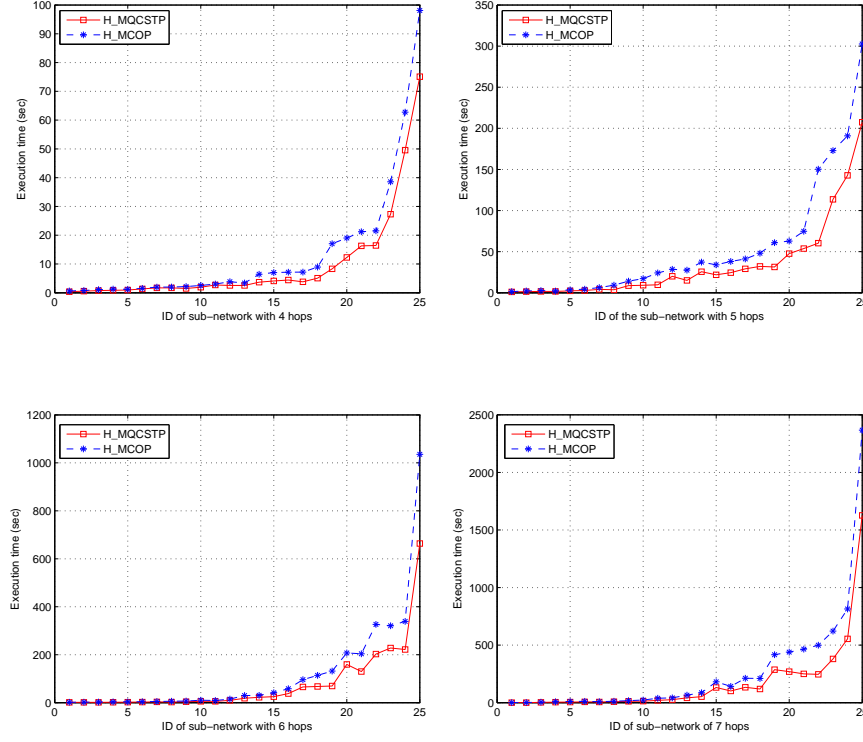 100
90
80
70
60
50
40
30
20
10
0
Execution time (sec)
H_MQCSTP
H_MCOP
0 5 10 15 20 25
ID of sub−network with 4 hops
350
300
250
200
150
100
50
0
Execution time (sec)
H_MQCSTP
H_MCOP
0 5 10 15 20 25
ID of the sub−network with 5 hops
1200
1000
800
600
400
200
0
Execution time (sec)
H_MQCSTP
H_MCOP
0 5 10 15 20 25
ID of sub−network with 6 hops
2500
2000
1500
1000
500
0
Execution time (sec)
H_MQCSTP
H_MCOP
0 5 10 15 20 25
ID of sub−network of 7 hops